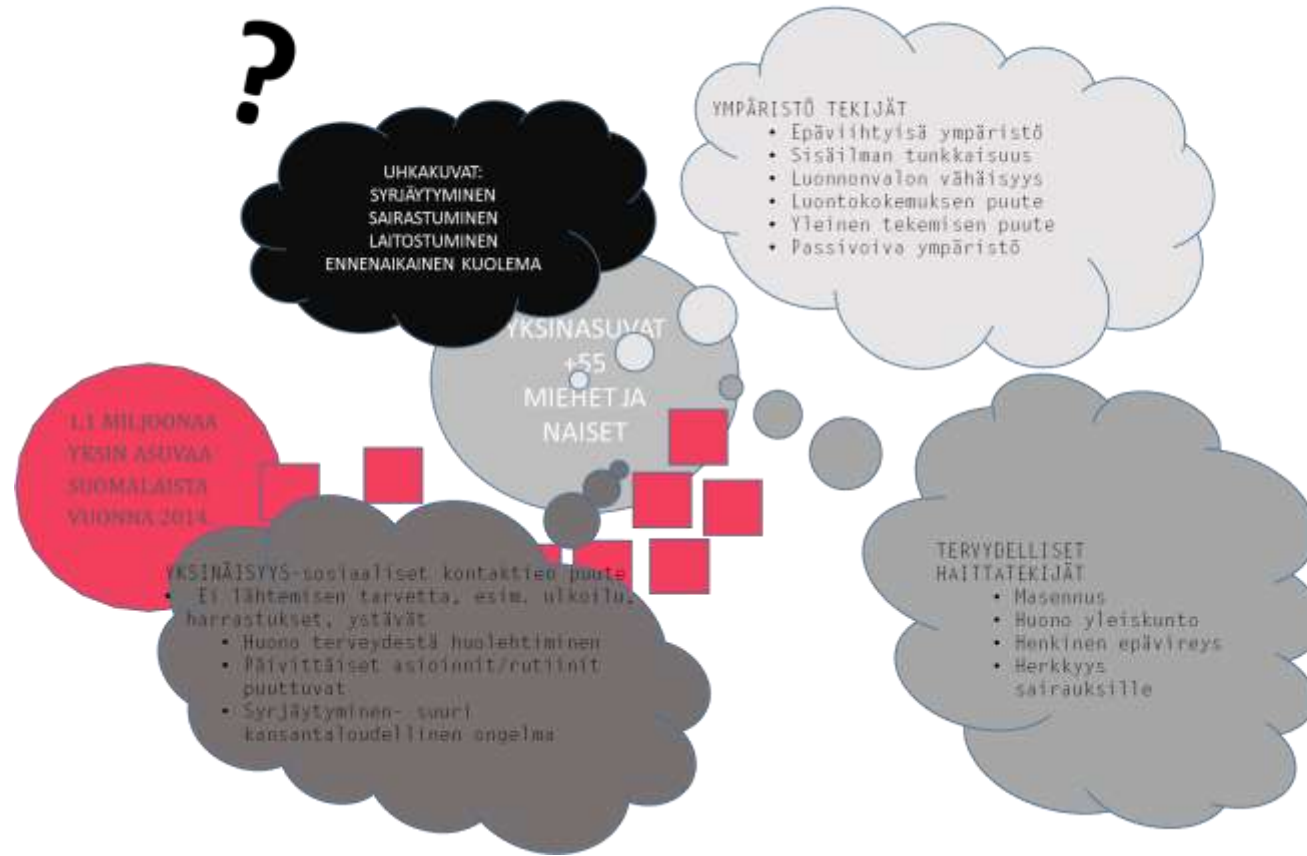 ?
UHKAKUVAT:
SYRJÄYTYMINEN
SAIRASTUMINEN
LAITOSTUMINEN
ENNENAIKAINEN KUOLEMA
YMPÄRISTÖ TEKIJÄT
• Epäviihtyisä ympäristö
• Sisäilman tunkkaisuus
• Luonnonvalon vähäisyys
• Luontokokemuksen puute
• Yleinen tekemisen puute
• Passivoiva ympäristö
YKSINASUVAT
+55
MIEHET JA
NAISET
1.1 MILJOONAA
YKSIN ASUVAA
SUOMALAISTA
VUONNA 2014
YKSINÄISYYS-sosiaaliset kontaktien puute
• Ei lähtemisen tarvetta, esim. ulkoilu,
harrastukset, ystävät
• Huono terveydestä huolehtiminen
• Päivittäiset asioinnit/rutiinit
puuttuvat
• Syrjäytyminen- suuri
kansantaloudellinen ongelma
TERVYDELLISET
HAITTATEKIJÄT
• Masennus
• Huono yleiskunto
• Henkinen epävireys
• Herkkyys
sairauksille